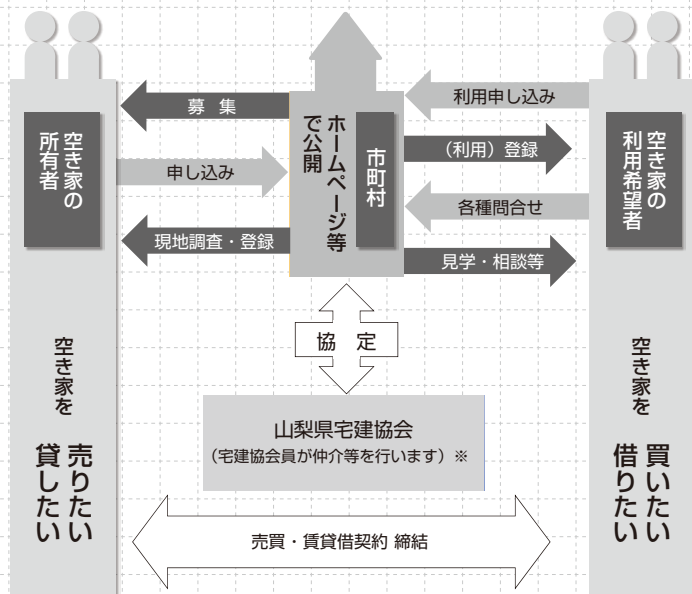 空き家の
所有者
空き家を
売りたい
貸したい
募 集
申し込み
現地調査・登録
市町村
ホームページ等
で公開
利用申し込み
（利用）登録
各種問合せ
見学・相談等
空き家の
利用希望者
空き家を
買いたい
借りたい
協 定
山梨県宅建協会
（宅建協会員が仲介等を行います）※
売買・賃貸借契約 締結